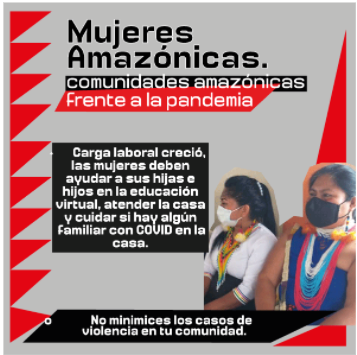 Mujeres
Amazónicas.
comunidades amazónicas
frente a la pandemia
Carga laboral creció,
las mujeres deben
ayudar a sus hijas e
hijos en la educación
virtual, atender la casa
y cuidar si hay algún
familiar con COVID en la
casa.
No minimices los casos de
violencia en tu comunidad.